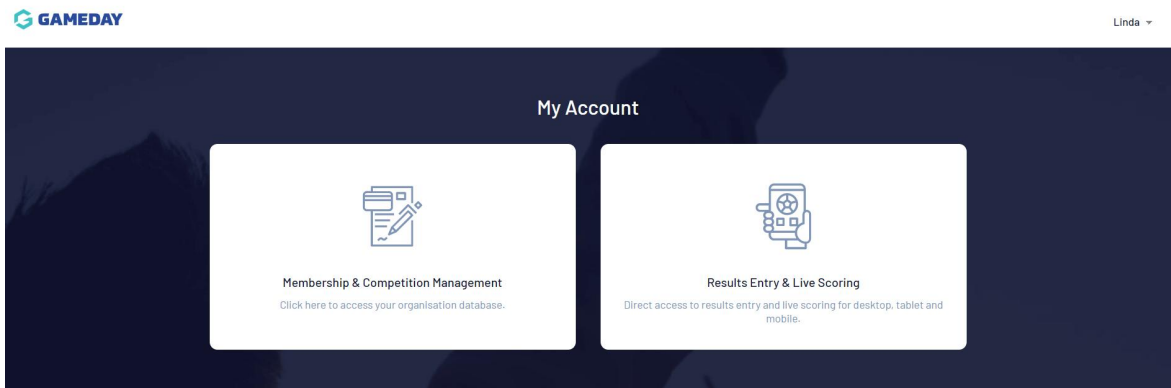 GAMEDAY
Linda
My Account
Membership & Competition Management
Click here to access your organisation database.
Results Entry & Live Scoring
Direct access to results entry and live scoring for desktop, tablet and
mobile.